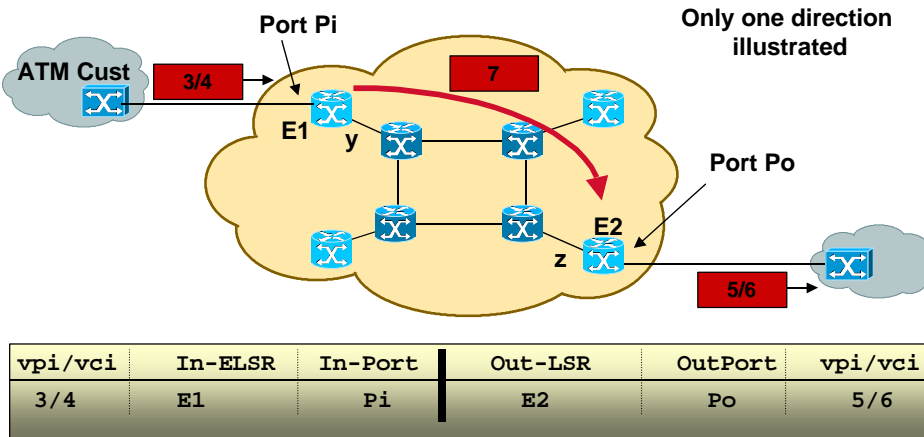 Port Pi
Only one direction
illustrated
ATM Cust
3/4
7
E1
y
Port Po
E2
z
5/6
vpi/vci In-ELSR In-Port Out-LSR OutPort vpi/vci
3/4 E1 Pi E2 Po 5/6